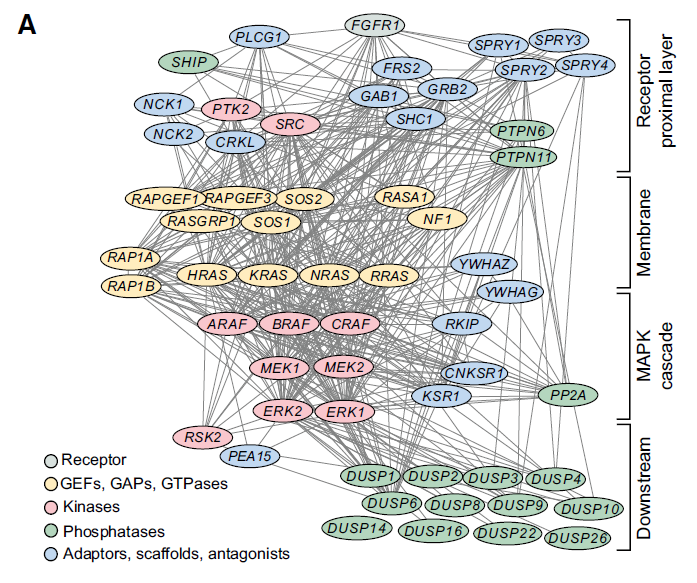 A
FGFR1
PLCG1
SPRY1
SPRY3
SHIP
FRS2
SPRY2
SPRY4
GAB1
GRB2
NCK1
PTK2
SRC
SHC1
NCK2
CRKL
PTPN6
PTPN11
Receptor
proximal layer
RAPGEF1
RAPGEF3
SOS2
RASA1
RASGRP1
SOS1
NF1
RAP1A
YWHAZ
HRAS
KRAS
NRAS
RRAS
RAP1B
YWHAG
Membrane
ARAF
BRAF
CRAF
RKIP
MEK1
MEK2
CNKSR1
KSR1
PP2A
ERK2
ERK1
MAPK
cascade
RSK2
PEA15
DUSP1
DUSP2
DUSP3
DUSP4
DUSP6
DUSP8
DUSP9
DUSP10
DUSP14
DUSP16
DUSP22
DUSP26
Downstream
Receptor
GEFs, GAPs, GTPases
Kinases
Phosphatases
Adaptors, scaffolds, antagonists